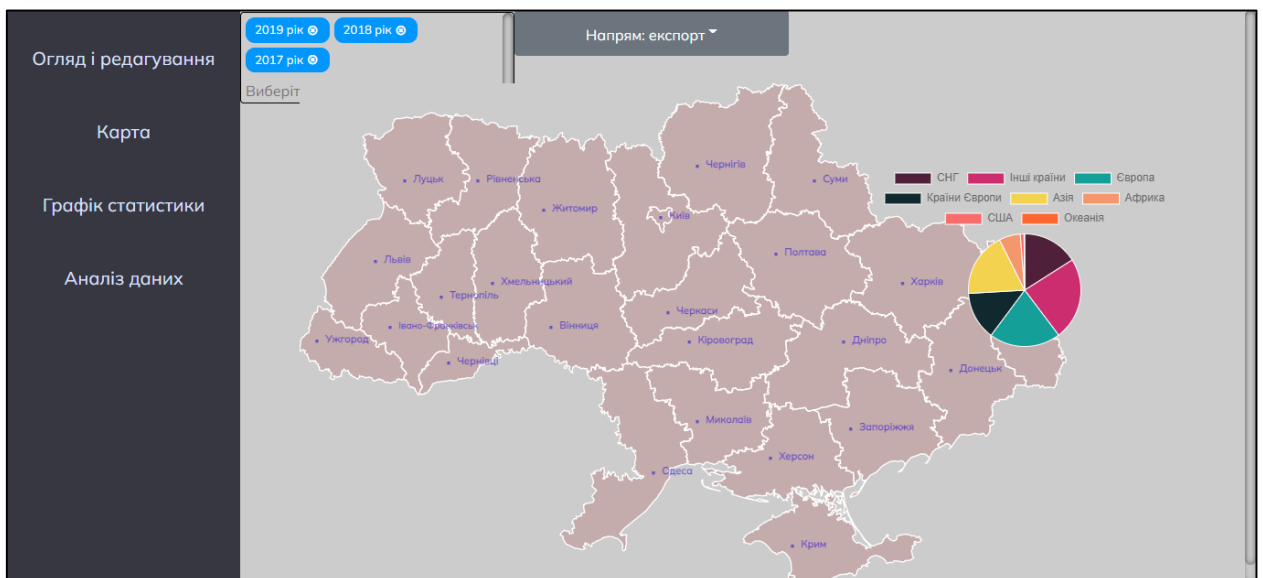 Огляд і редагування
Карта
Графік статистики
Аналіз даних
2019 рік ⊗ 2018 рік ⊗
2017 рік ⊗
Виберіт
Напрям: експорт
Чернігів
Луцьк
Рівненська
Суми
Житомир
Київ
Полтава
Львів
Хмельницький
Харків
Тернопіль
Черкаси
Івано-Франківськ
Вінниця
Ужгород
Кіровоград
Дніпро
Чернівці
Донецьк
Миколаїв
Запоріжжя
Херсон
Одеса
Крим
СНГ Інші країни Європа
Країни Європи Азія Африка
США Океанія